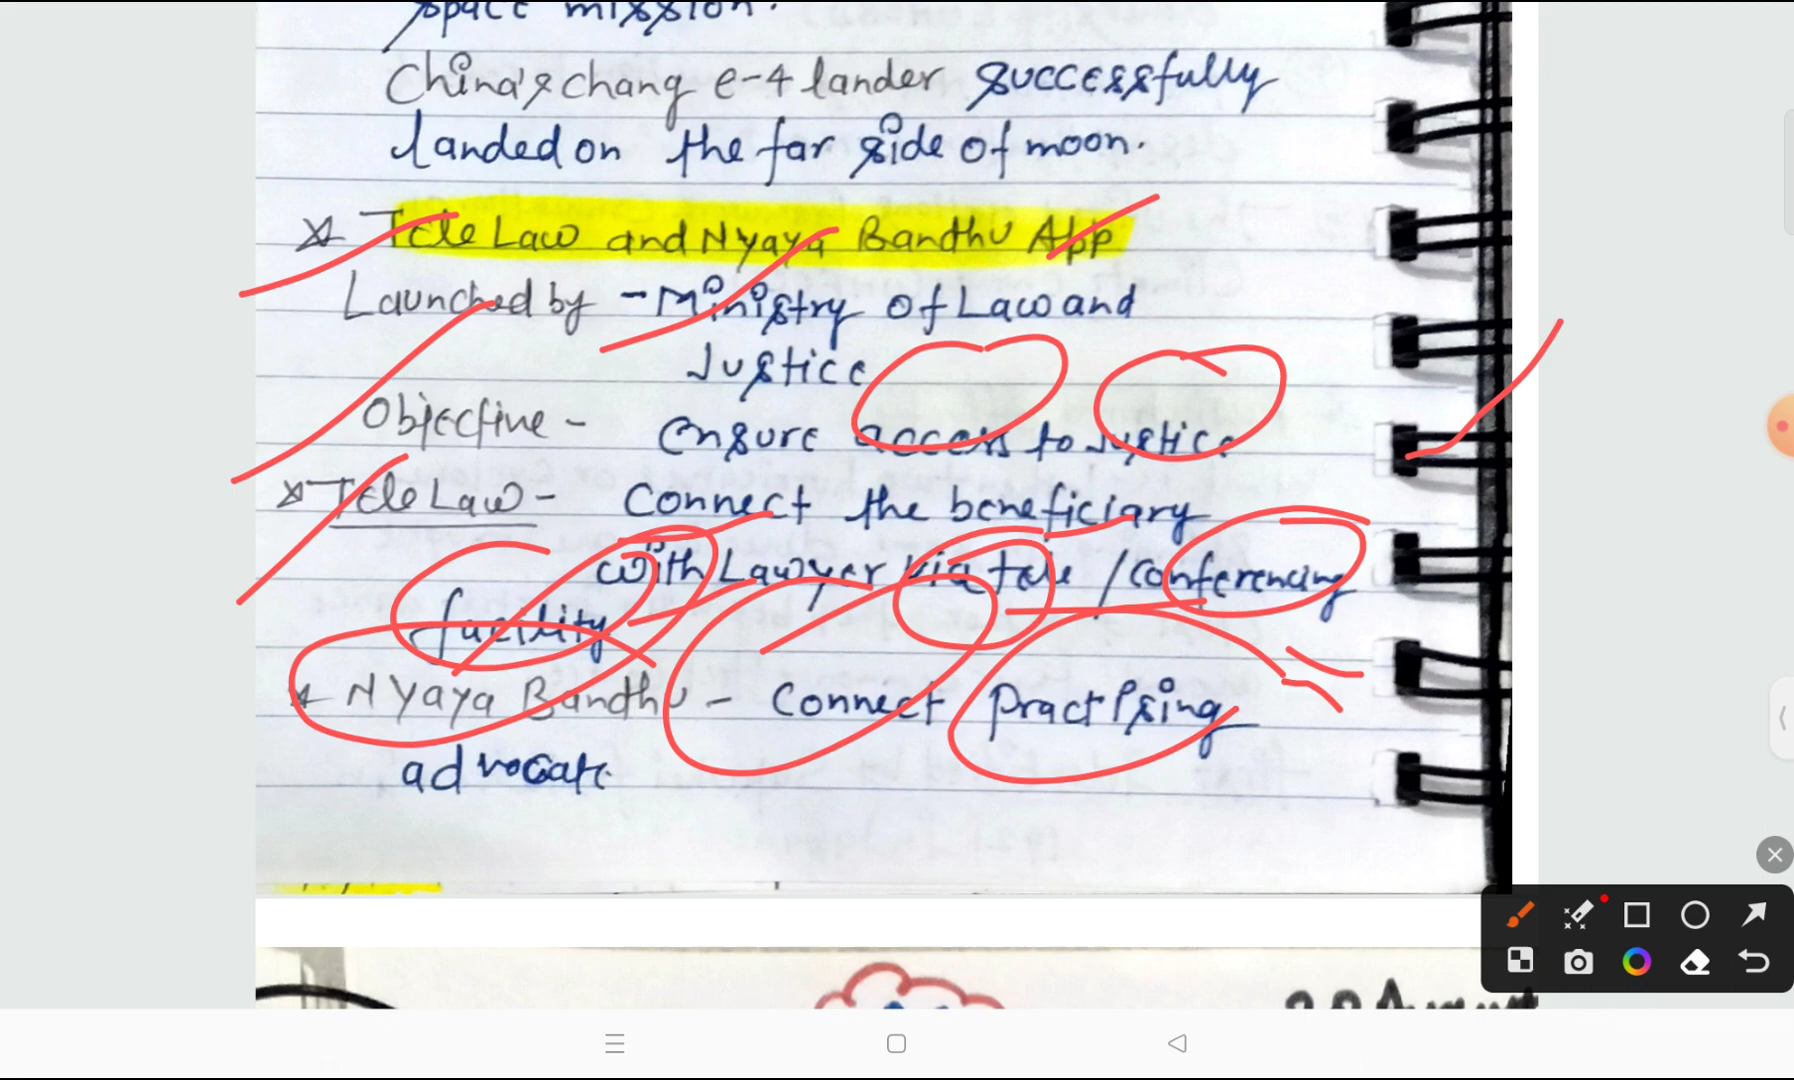 space mission.
China's chang e-4 lander successfully
landed on the far side of moon.
Tele Law and Nyaya Bandhu App
Launched by - Ministry of Law and
Justice
Objective - Ensure access to Justice
Tele Law - Connect the beneficiary
with Lawyer via tele / conferencing
facility
Nyaya Bandhu - Connect Practising
advocate